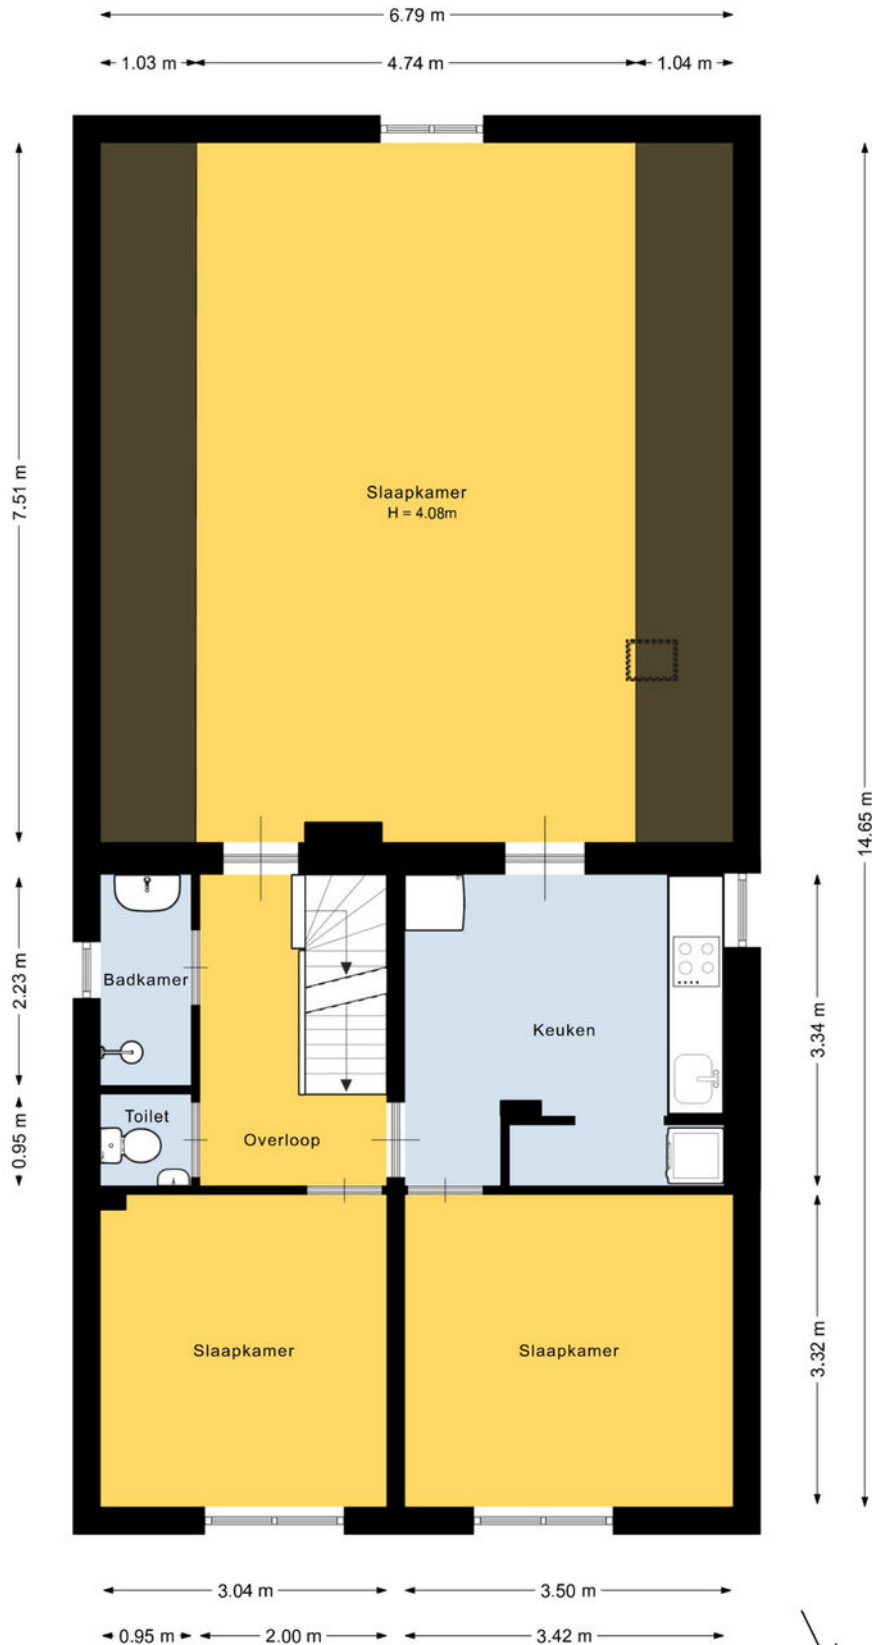 6.79 m
1.03 m
4.74 m
1.04 m
7.51 m
14.65 m
Slaapkamer
H = 4.08m
2.23 m
Badkamer
Keuken
3.34 m
0.95 m
Toilet
Overloop
Slaapkamer
Slaapkamer
3.32 m
3.04 m
3.50 m
0.95 m
2.00 m
3.42 m